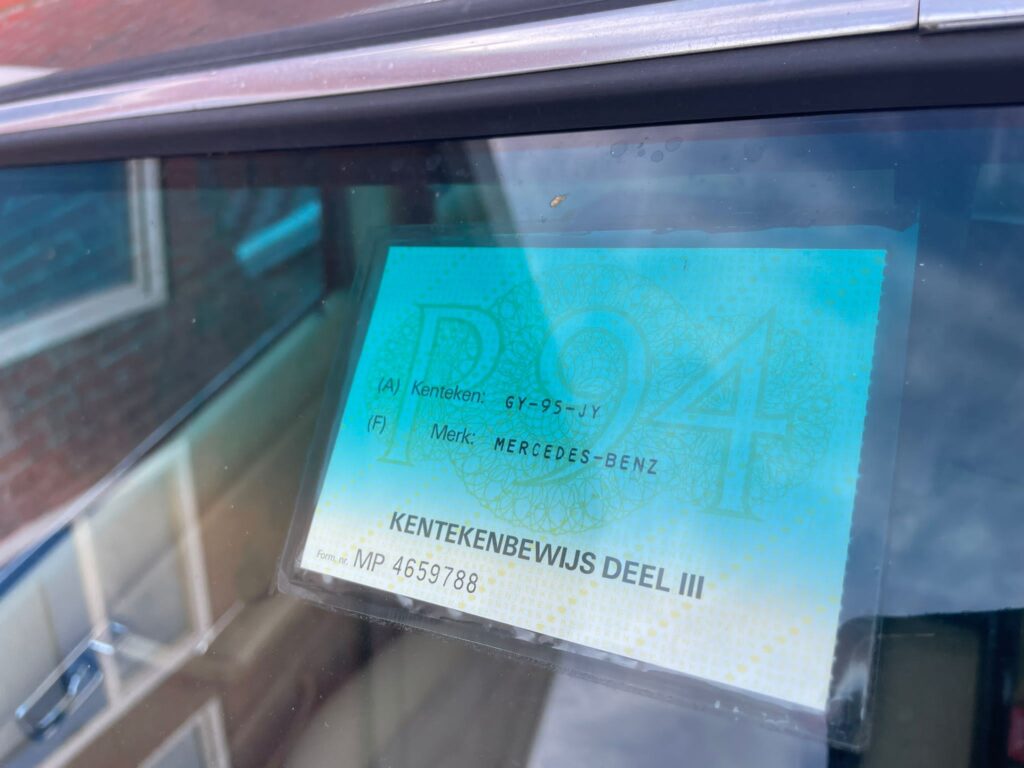 P94
(A) Kenteken: GY-95-JY
(F) Merk: MERCEDES-BENZ
KENTEKENBEWIJS DEEL III
Form. nr. MP 4659788